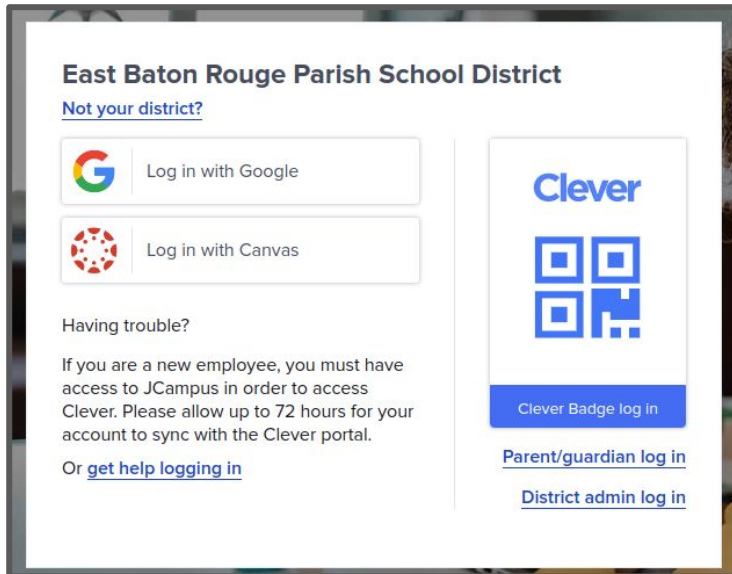 East Baton Rouge Parish School District
Not your district?
Log in with Google
Log in with Canvas
Having trouble?
If you are a new employee, you must have
access to JCampus in order to access
Clever. Please allow up to 72 hours for your
account to sync with the Clever portal.
Or get help logging in
Clever
Clever Badge log in
Parent/guardian log in
District admin log in